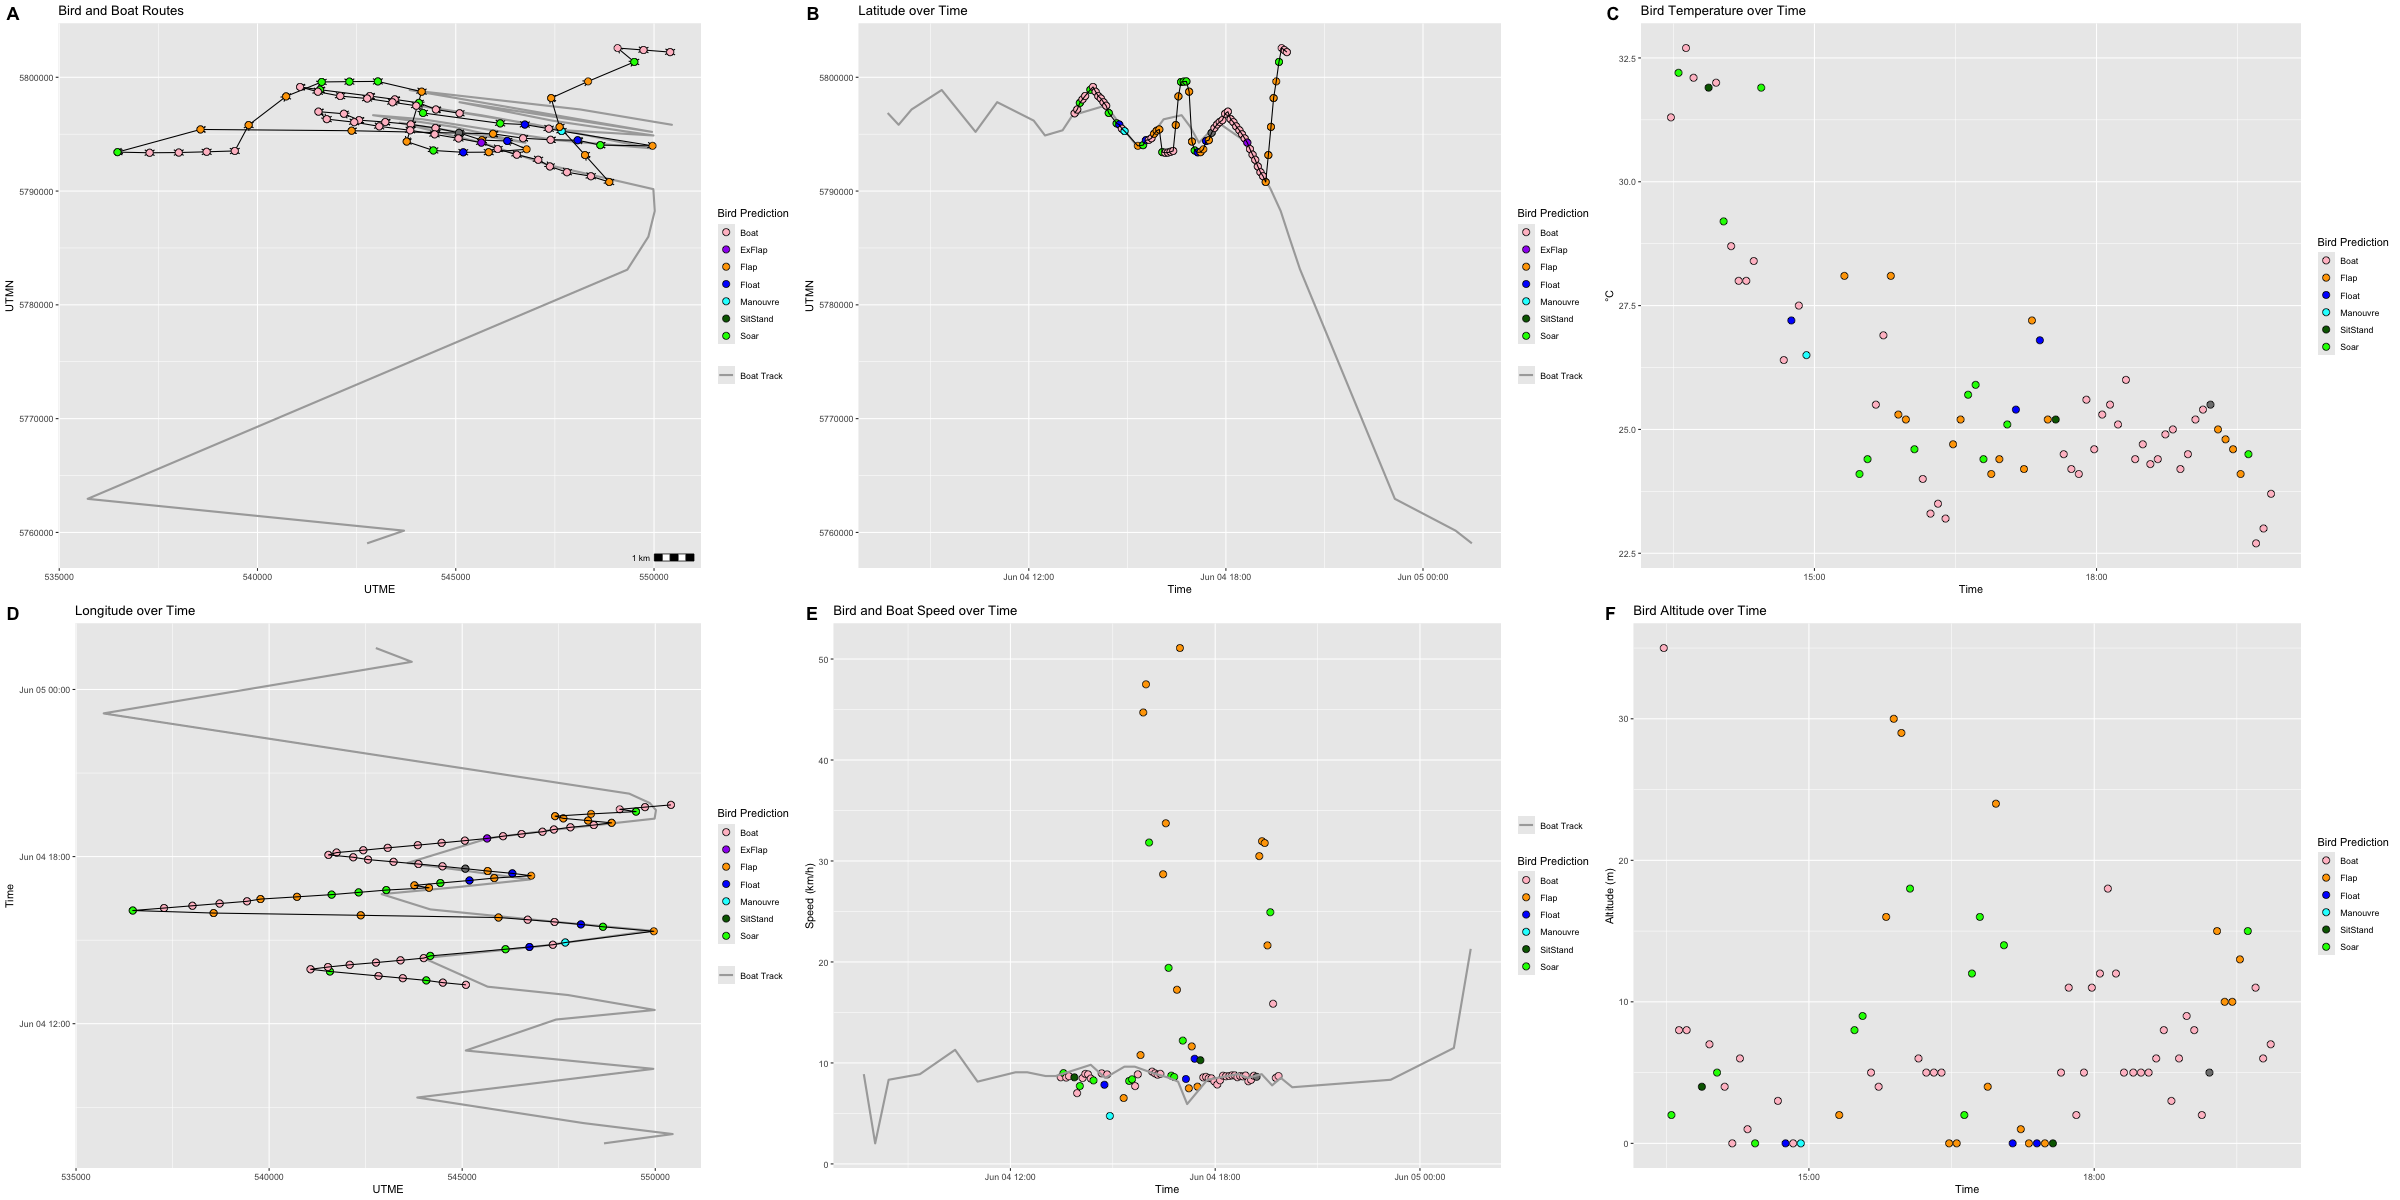 A
Bird and Boat Routes
UTMN
5800000
5790000
5780000
5770000
5760000
535000
540000
545000
550000
UTME
1 km
Bird Prediction
Boat
ExFlap
Flap
Float
Manouvre
SitStand
Soar
Boat Track
B
Latitude over Time
UTMN
5800000
5790000
5780000
5770000
5760000
Jun 04 12:00
Jun 04 18:00
Jun 05 00:00
Time
Bird Prediction
Boat
ExFlap
Flap
Float
Manouvre
SitStand
Soar
Boat Track
C
Bird Temperature over Time
°C
32.5
30.0
27.5
25.0
22.5
15:00
18:00
Time
Bird Prediction
Boat
Flap
Float
Manouvre
SitStand
Soar
D
Longitude over Time
Time
Jun 05 00:00
Jun 04 18:00
Jun 04 12:00
535000
540000
545000
550000
UTME
Bird Prediction
Boat
ExFlap
Flap
Float
Manouvre
SitStand
Soar
Boat Track
E
Bird and Boat Speed over Time
Speed (km/h)
50
40
30
20
10
0
Jun 04 12:00
Jun 04 18:00
Jun 05 00:00
Time
Boat Track
Bird Prediction
Boat
Flap
Float
Manouvre
SitStand
Soar
F
Bird Altitude over Time
Altitude (m)
30
20
10
0
15:00
18:00
Time
Bird Prediction
Boat
Flap
Float
Manouvre
SitStand
Soar